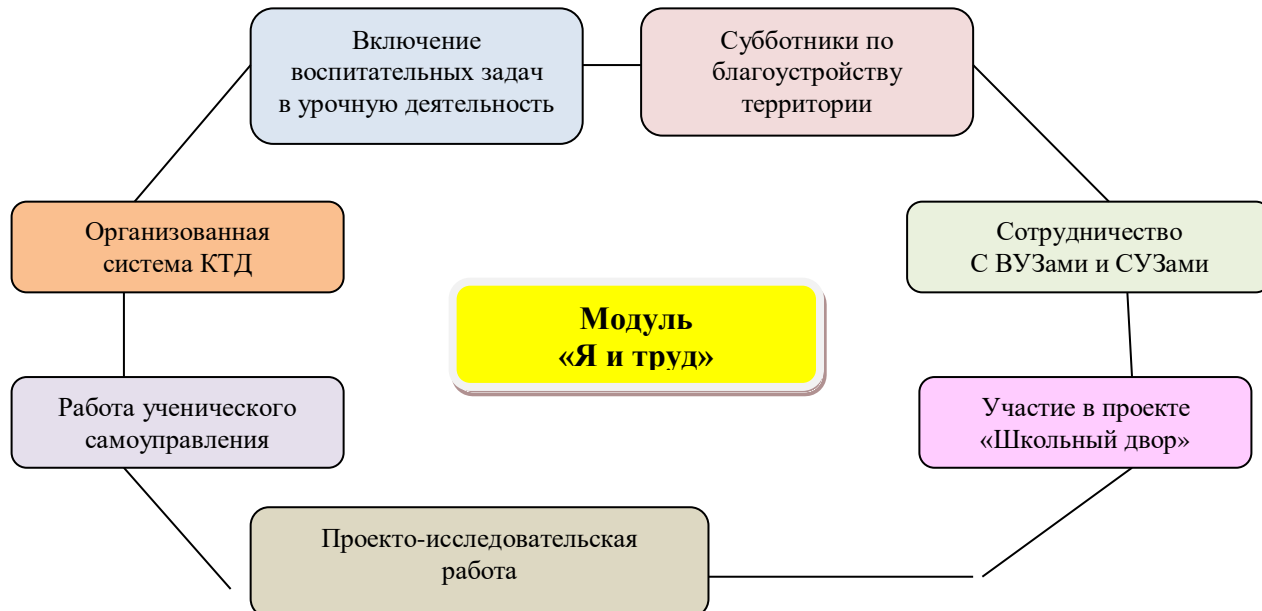 Включение
воспитательных задач
в урочную деятельность
Субботники по
благоустройству
территории
Организованная
система КТД
Сотрудничество
С ВУЗами и СУЗами
Модуль
«Я и труд»
Работа ученического
самоуправления
Участие в проекте
«Школьный двор»
Проекто-исследовательская
работа